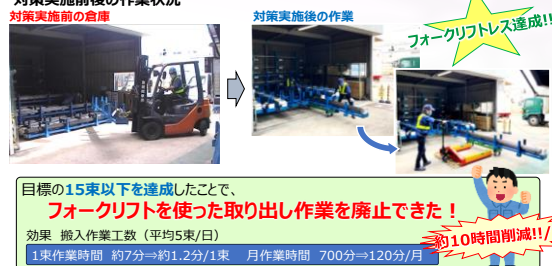 対策実施前後の作業状況
対策実施前の倉庫
対策実施後の作業
フォークリフトレス達成!!
目標の15束以下を達成したことで、
フォークリフトを使った取り出し作業を廃止できた!
効果 搬入作業工数(平均5束/日)
1束作業時間 約7分⇒約1.2分/1束 月作業時間 700分⇒120分/月
約10時間削減!!/